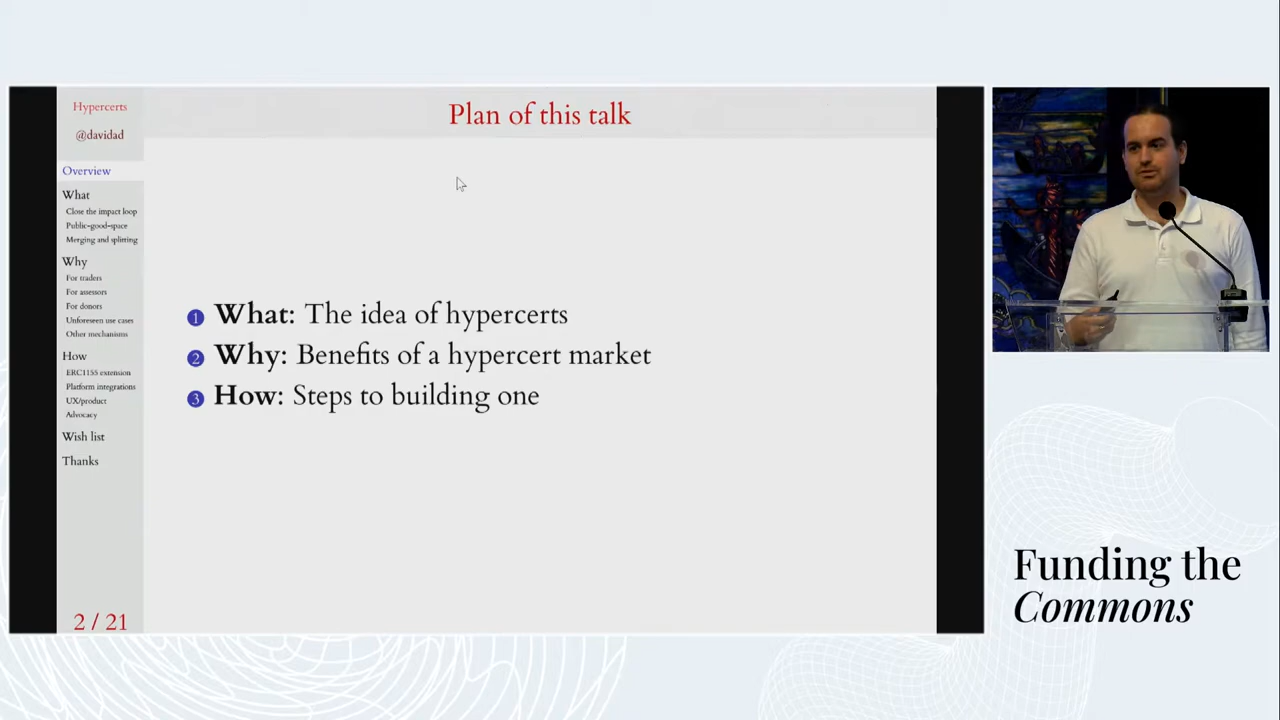 Hypercerts
@davidad
Overview
What
Close the impact loop
Public-good-space
Merging and splitting
Why
For traders
For assessors
For donors
Unforeseen use cases
Other mechanisms
How
ERC1155 extension
Platform integrations
UX/product
Advocacy
Wish list
Thanks
2 / 21
Plan of this talk
1 What: The idea of hypercerts
2 Why: Benefits of a hypercert market
3 How: Steps to building one
Funding the
Commons